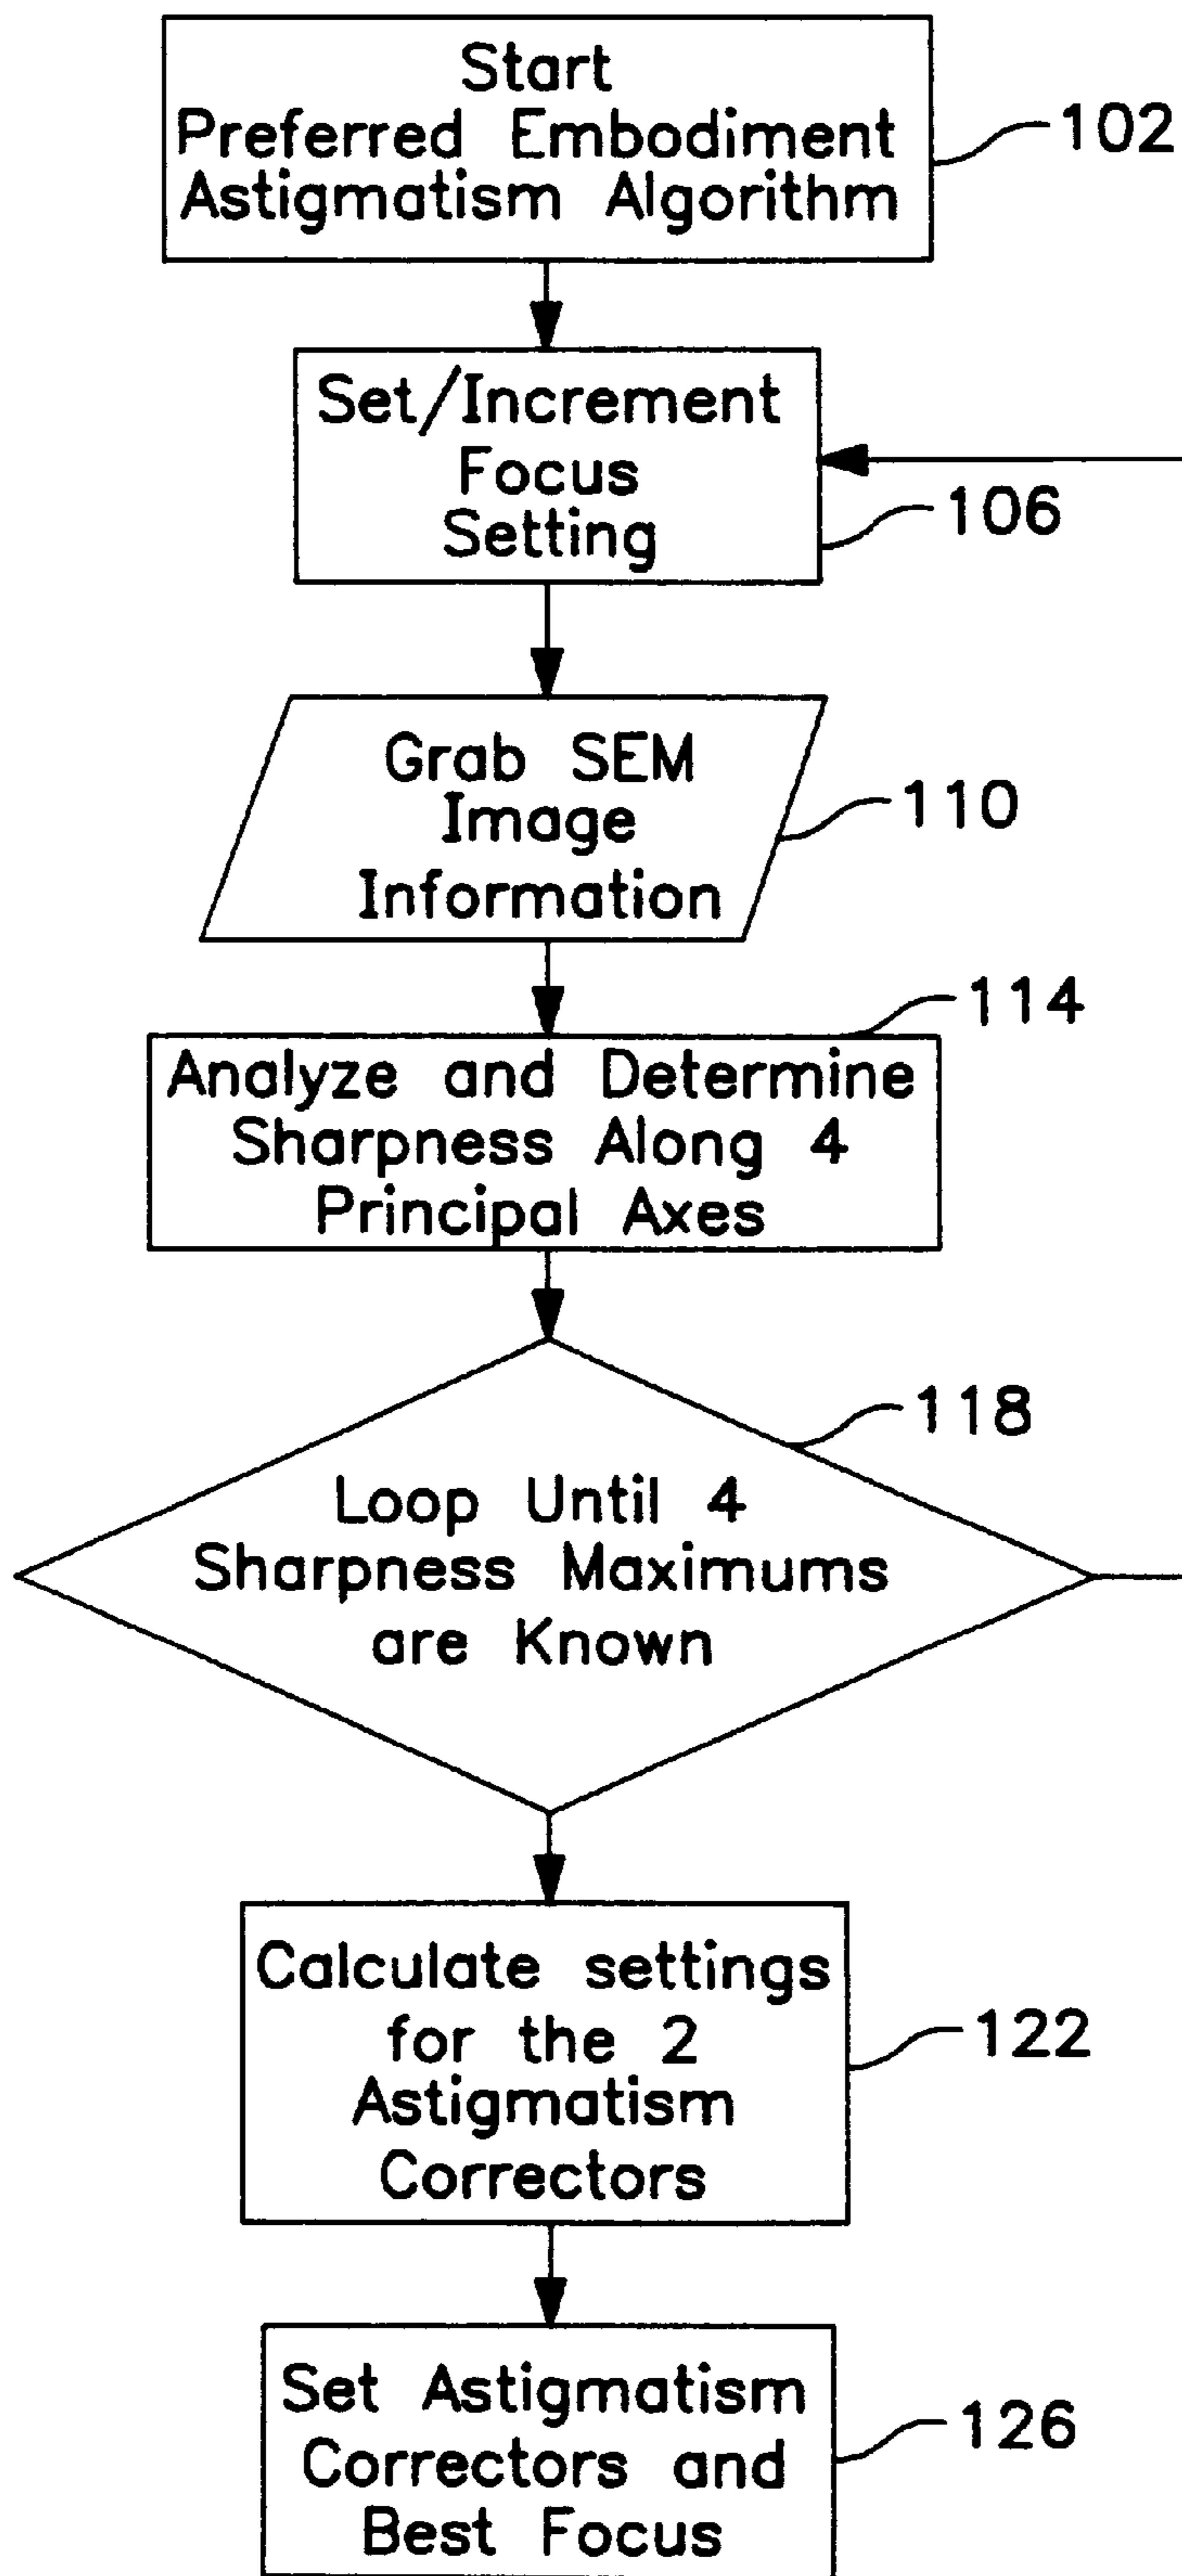 Start
Preferred Embodiment
Astigmatism Algorithm
102
Set/Increment
Focus
Setting
106
Grab SEM
Image
Information
110
114
Analyze and Determine
Sharpness Along 4
Principal Axes
118
Loop Until 4
Sharpness Maximums
are Known
Calculate settings
for the 2
Astigmatism
Correctors
122
Set Astigmatism
Correctors and
Best Focus
126